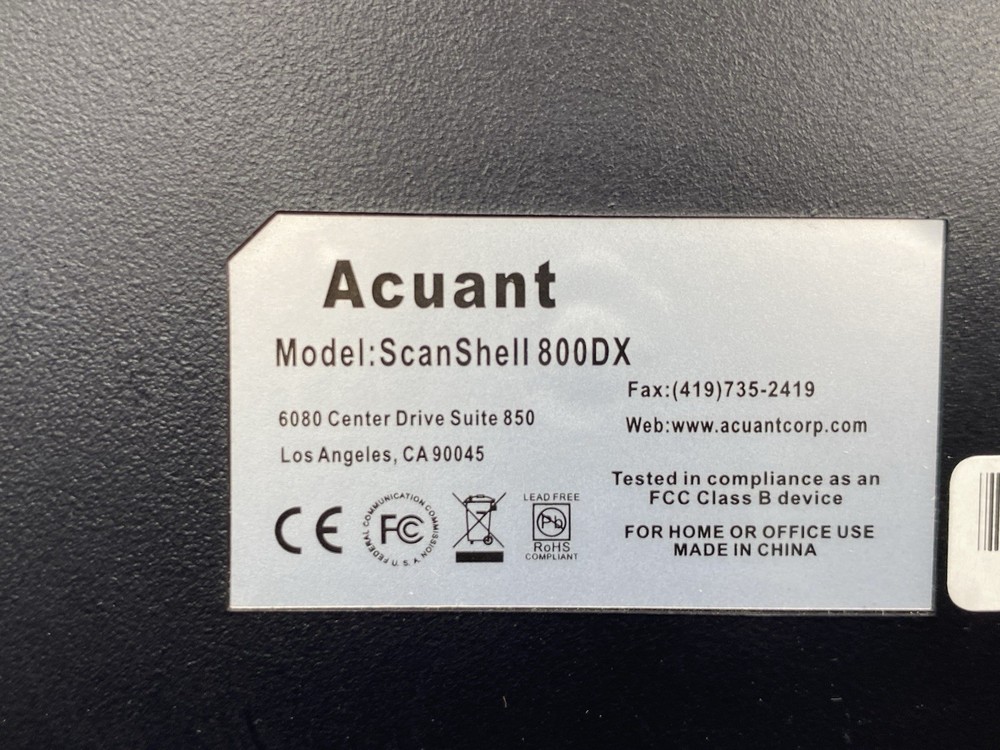 Acuant
Model:ScanShell 800DX
Fax:(419)735-2419
6080 Center Drive Suite 850
Web:www.acuantcorp.com
Los Angeles, CA 90045
Tested in compliance as an
FCC Class B device
CE
FEDERAL COMMUNICATION COMMISSION U.S.A
FC
LEAD FREE
Pb
RoHS
COMPLIANT
FOR HOME OR OFFICE USE
MADE IN CHINA